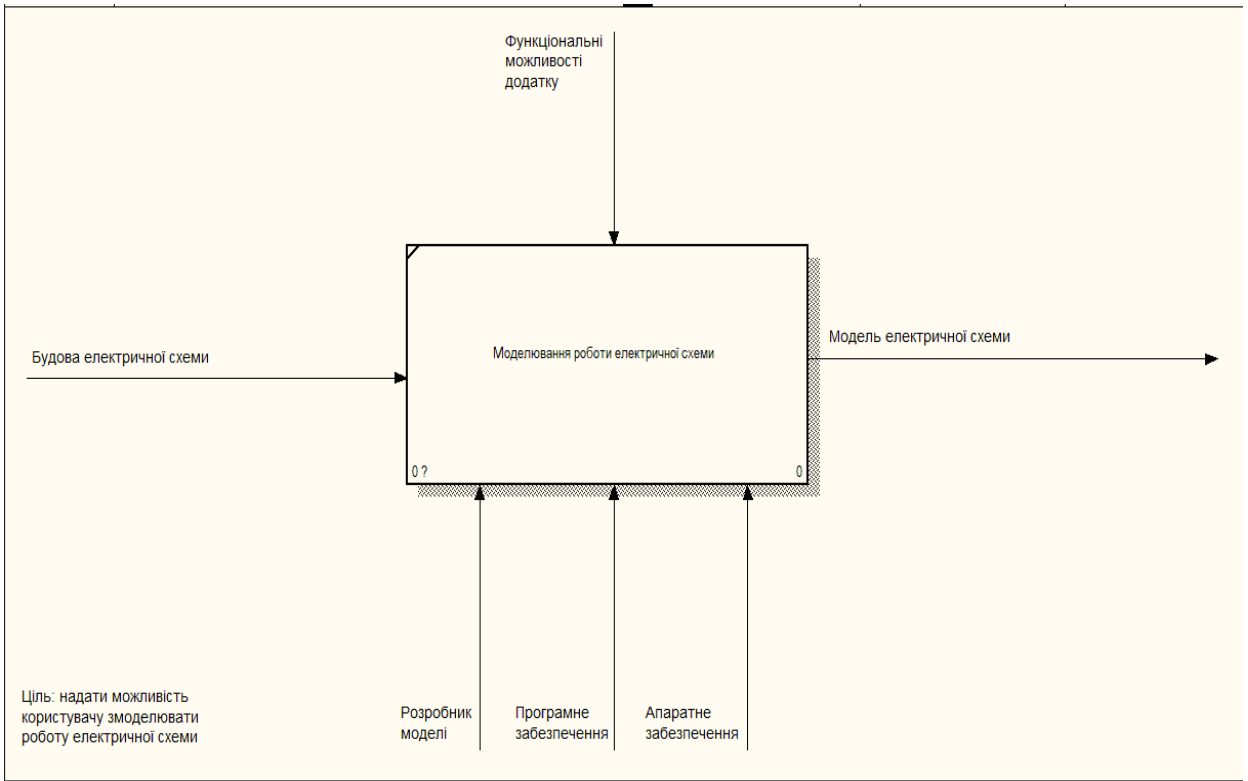 Функціональні
можливості
додатку
Будова електричної схеми
Моделювання роботи електричної схеми
Модель електричної схеми
0 ?
0
Ціль: надати можливість
користувачу змоделювати
роботу електричної схеми
Розробник
моделі
Програмне
забезпечення
Апаратне
забезпечення